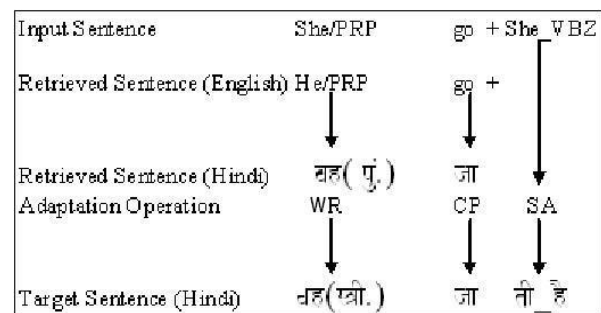 Input Sentence She/PRP go + She_VBZ
Retrieved Sentence (English) He/PRP go +
Retrieved Sentence (Hindi) वह( पुं.) जा
Adaptation Operation WR CP SA
Target Sentence (Hindi) वह(स्त्री.) जा ती_है